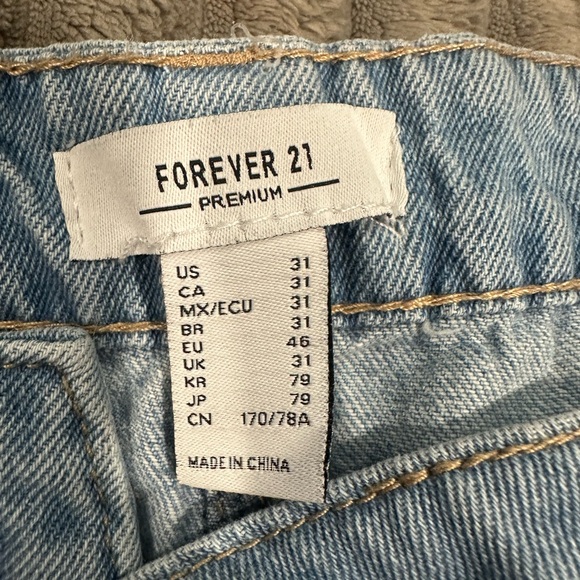 FOREVER 21
PREMIUM
US 31
CA 31
MX/ECU 31
BR 31
EU 46
UK 31
KR 79
JP 79
CN 170/78A
MADE IN CHINA